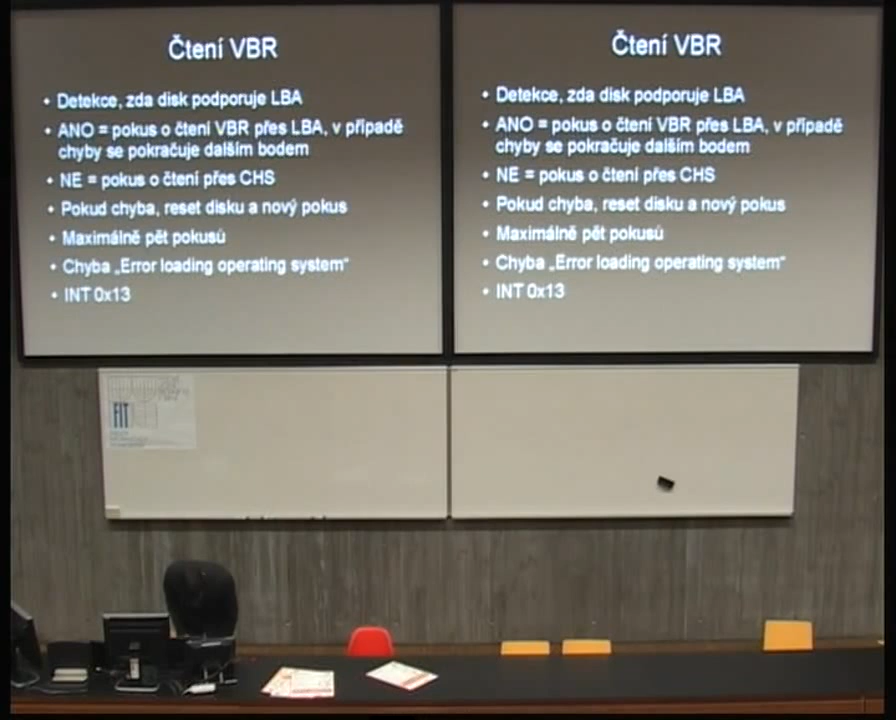 Čtení VBR
• Detekce, zda disk podporuje LBA
• ANO = pokus o čtení VBR přes LBA, v případě
chyby se pokračuje dalším bodem
• NE = pokus o čtení přes CHS
• Pokud chyba, reset disku a nový pokus
• Maximálně pět pokusů
• Chyba „Error loading operating system“
• INT 0x13
Čtení VBR
• Detekce, zda disk podporuje LBA
• ANO = pokus o čtení VBR přes LBA, v případě
chyby se pokračuje dalším bodem
• NE = pokus o čtení přes CHS
• Pokud chyba, reset disku a nový pokus
• Maximálně pět pokusů
• Chyba „Error loading operating system“
• INT 0x13
FIT